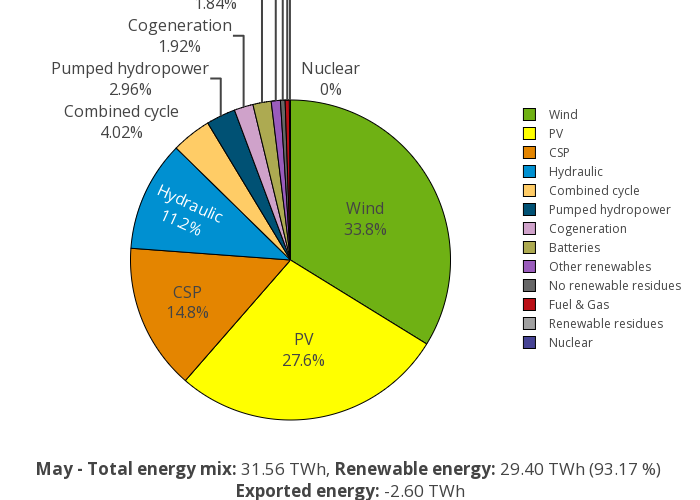 1.84%
Cogeneration
1.92%
Pumped hydropower
2.96%
Combined cycle
4.02%
Nuclear
0%
Hydraulic
11.2%
Wind
33.8%
CSP
14.8%
PV
27.6%
Wind
PV
CSP
Hydraulic
Combined cycle
Pumped hydropower
Cogeneration
Batteries
Other renewables
No renewable residues
Fuel & Gas
Renewable residues
Nuclear
May - Total energy mix: 31.56 TWh, Renewable energy: 29.40 TWh (93.17 %)
Exported energy: -2.60 TWh